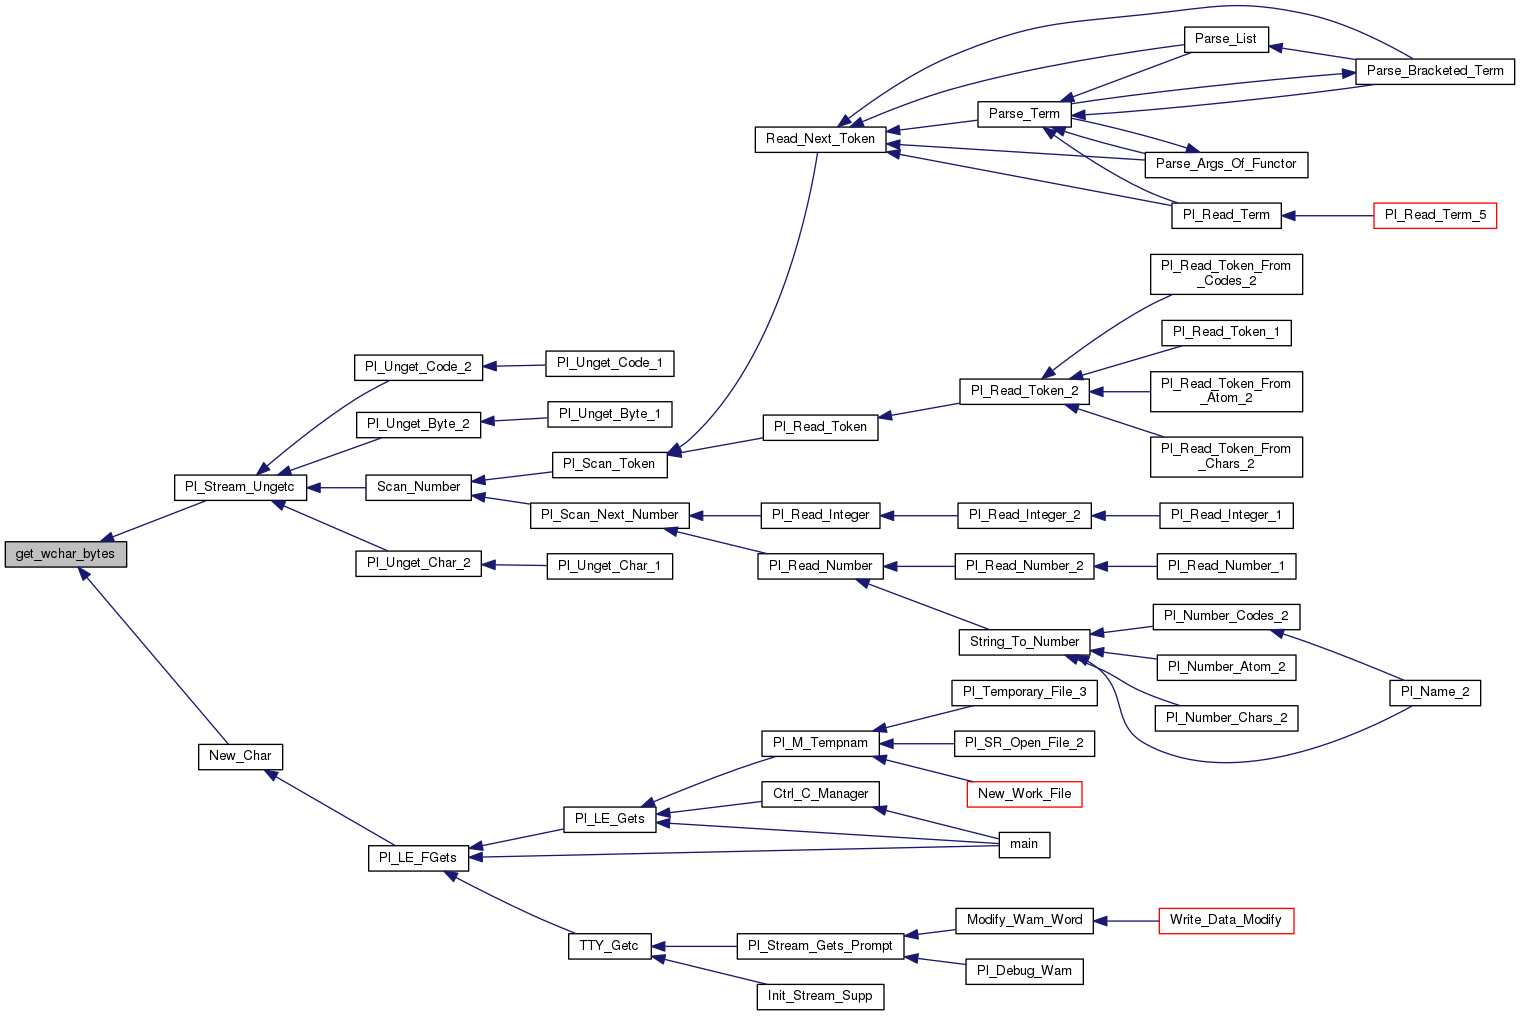 Parse_List
Parse_Bracketed_Term
Parse_Term
Read_Next_Token
Parse_Args_Of_Functor
Pl_Read_Term
Pl_Read_Term_5
Pl_Read_Token_From
_Codes_2
Pl_Read_Token_1
Pl_Unget_Code_2
Pl_Unget_Code_1
Pl_Read_Token_2
Pl_Read_Token_From
_Atom_2
Pl_Unget_Byte_2
Pl_Unget_Byte_1
Pl_Read_Token
Pl_Read_Token_From
_Chars_2
Pl_Scan_Token
Pl_Stream_Ungetc
Scan_Number
Pl_Scan_Next_Number
Pl_Read_Integer
Pl_Read_Integer_2
Pl_Read_Integer_1
get_wchar_bytes
Pl_Unget_Char_2
Pl_Unget_Char_1
Pl_Read_Number
Pl_Read_Number_2
Pl_Read_Number_1
Pl_Number_Codes_2
String_To_Number
Pl_Number_Atom_2
Pl_Temporary_File_3
Pl_Name_2
Pl_Number_Chars_2
New_Char
Pl_M_Tempnam
Pl_SR_Open_File_2
Ctrl_C_Manager
New_Work_File
Pl_LE_Gets
main
Pl_LE_FGets
Modify_Wam_Word
Write_Data_Modify
TTY_Getc
Pl_Stream_Gets_Prompt
Pl_Debug_Wam
Init_Stream_Supp